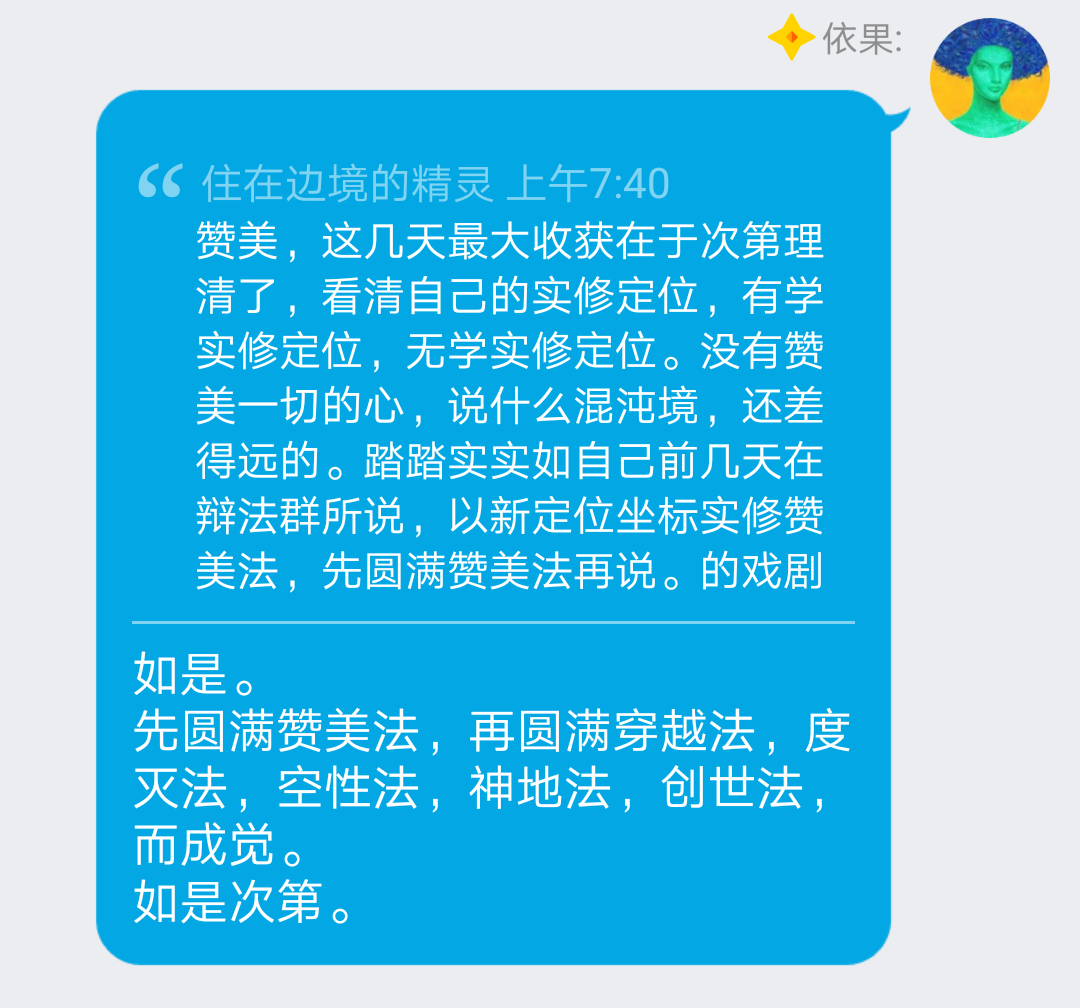 依果:
“ 住在边境的精灵 上午7:40
赞美，这几天最大收获在于次第理
清了，看清自己的实修定位，有学
实修定位，无学实修定位。没有赞
美一切的心，说什么混沌境，还差
得远的。踏踏实实如自己前几天在
辩法群所说，以新定位坐标实修赞
美法，先圆满赞美法再说。的戏剧
如是。
先圆满赞美法，再圆满穿越法，度
灭法，空性法，神地法，创世法，
而成觉。
如是次第。